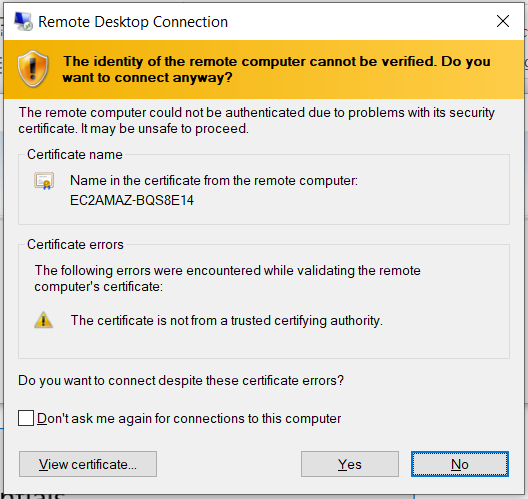 Remote Desktop Connection
The identity of the remote computer cannot be verified. Do you
want to connect anyway?
The remote computer could not be authenticated due to problems with its security
certificate. It may be unsafe to proceed.
Certificate name
Name in the certificate from the remote computer:
EC2AMAZ-BQS8E14
Certificate errors
The following errors were encountered while validating the remote
computer's certificate:
The certificate is not from a trusted certifying authority.
Do you want to connect despite these certificate errors?
Don't ask me again for connections to this computer
View certificate...
Yes
No